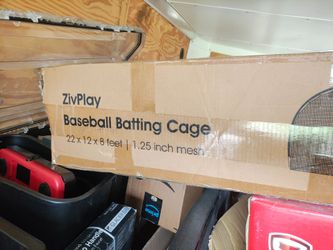 ZivPlay
Baseball Batting Cage
22 x 12 x 8 feet | 1.25 inch mesh